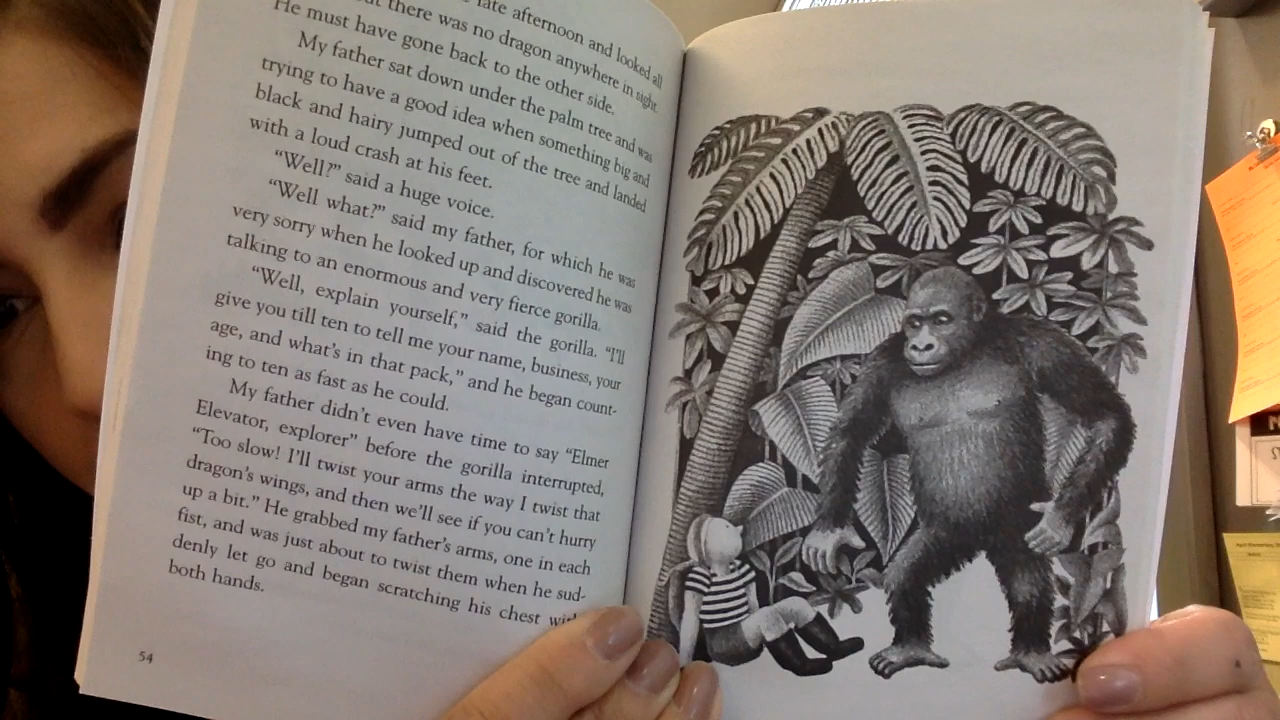 late afternoon and looked all
there was no dragon anywhere in sight.
He must have gone back to the other side.
My father sat down under the palm tree and was
trying to have a good idea when something big and
black and hairy jumped out of the tree and landed
with a loud crash at his feet.
“Well?” said a huge voice.
“Well what?” said my father, for which he was
very sorry when he looked up and discovered he was
talking to an enormous and very fierce gorilla.
“Well, explain yourself,” said the gorilla. “I’ll
give you till ten to tell me your name, business, your
age, and what’s in that pack,” and he began count-
ing to ten as fast as he could.
My father didn’t even have time to say “Elmer
Elevator, explorer” before the gorilla interrupted,
“Too slow! I’ll twist your arms the way I twist that
dragon’s wings, and then we’ll see if you can’t hurry
up a bit.” He grabbed my father’s arms, one in each
fist, and was just about to twist them when he sud-
denly let go and began scratching his chest with
both hands.
54